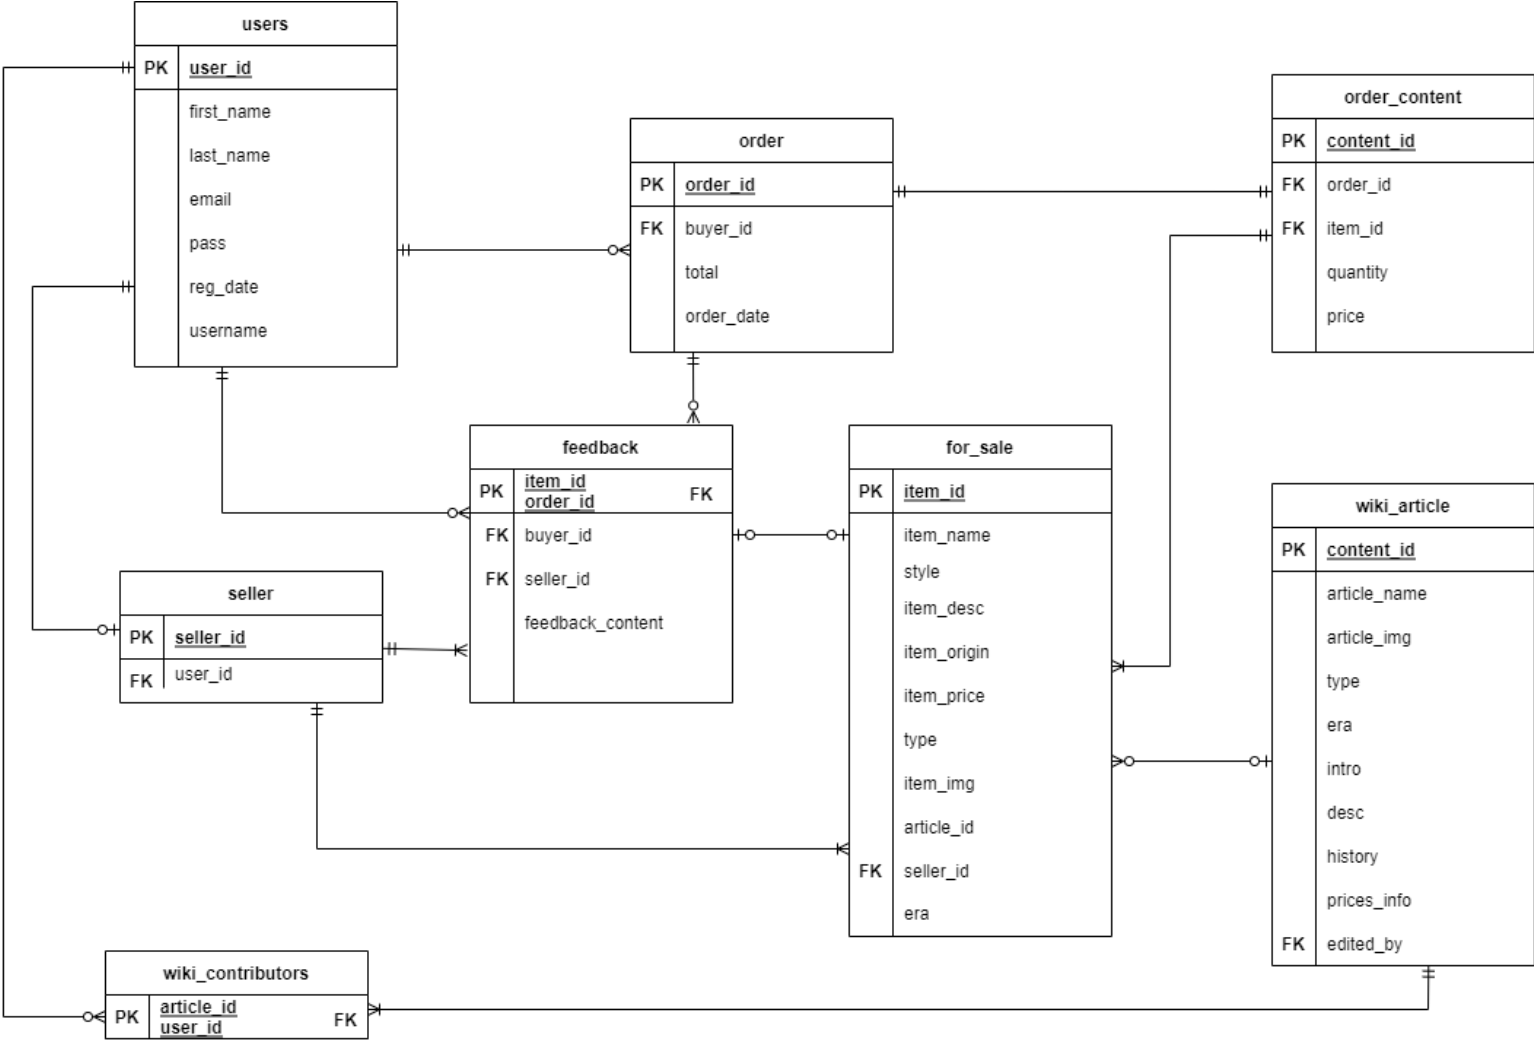 users
PK user_id
first_name
last_name
email
pass
reg_date
username
order
PK order_id
FK buyer_id
total
order_date
order_content
PK content_id
FK order_id
FK item_id
quantity
price
feedback
PK item_id
order_id FK
FK buyer_id
FK seller_id
feedback_content
for_sale
PK item_id
item_name
style
item_desc
item_origin
item_price
type
item_img
article_id
FK seller_id
era
wiki_article
PK content_id
article_name
article_img
type
era
intro
desc
history
prices_info
FK edited_by
seller
PK seller_id
FK user_id
wiki_contributors
PK article_id
user_id FK